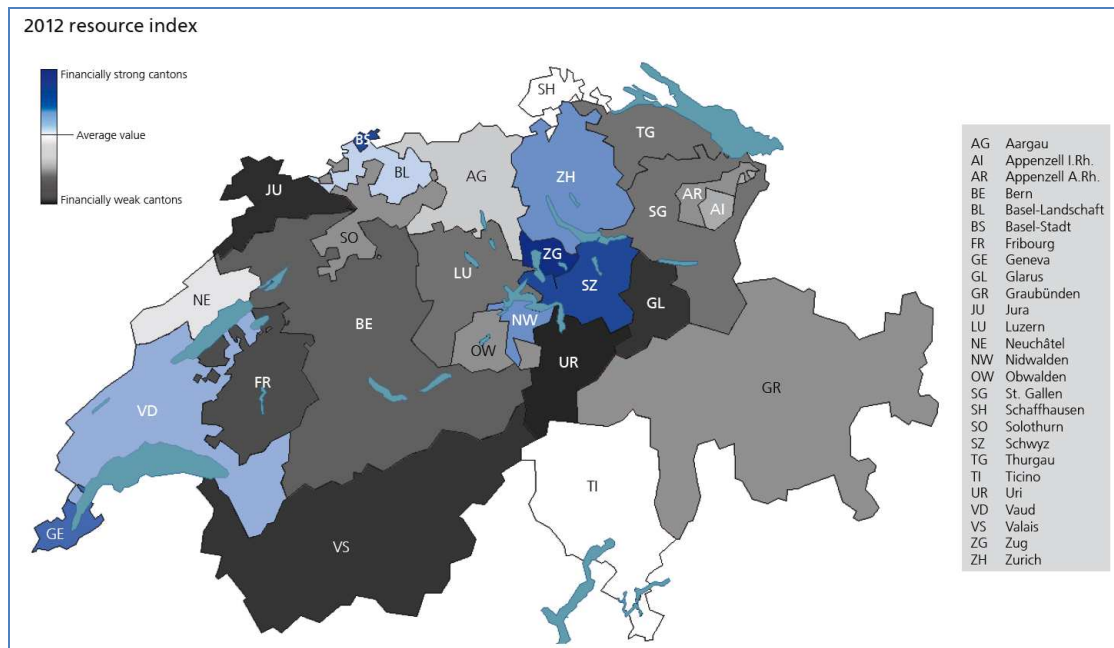 2012 resource index
Financially strong cantons
Average value
Financially weak cantons
SH
TG
BS
BL
AG
ZH
JU
AR
AI
SG
SO
ZG
LU
SZ
NE
GL
BE
NW
OW
UR
FR
GR
VD
TI
GE
VS
AG Aargau
AI Appenzell I.Rh.
AR Appenzell A.Rh.
BE Bern
BL Basel-Landschaft
BS Basel-Stadt
FR Fribourg
GE Geneva
GL Glarus
GR Graubünden
JU Jura
LU Luzern
NE Neuchâtel
NW Nidwalden
OW Obwalden
SG St. Gallen
SH Schaffhausen
SO Solothurn
SZ Schwyz
TG Thurgau
TI Ticino
UR Uri
VD Vaud
VS Valais
ZG Zug
ZH Zurich